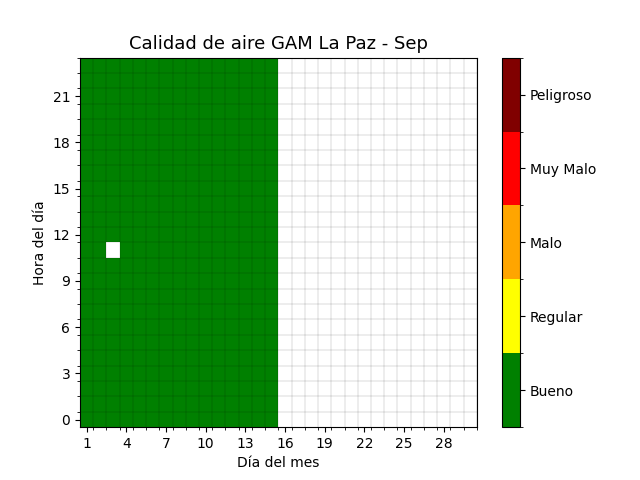 Calidad de aire GAM La Paz - Sep
Hora del día
21
18
15
12
9
6
3
0
1 4 7 10 13 16 19 22 25 28
Día del mes
Peligroso
Muy Malo
Malo
Regular
Bueno